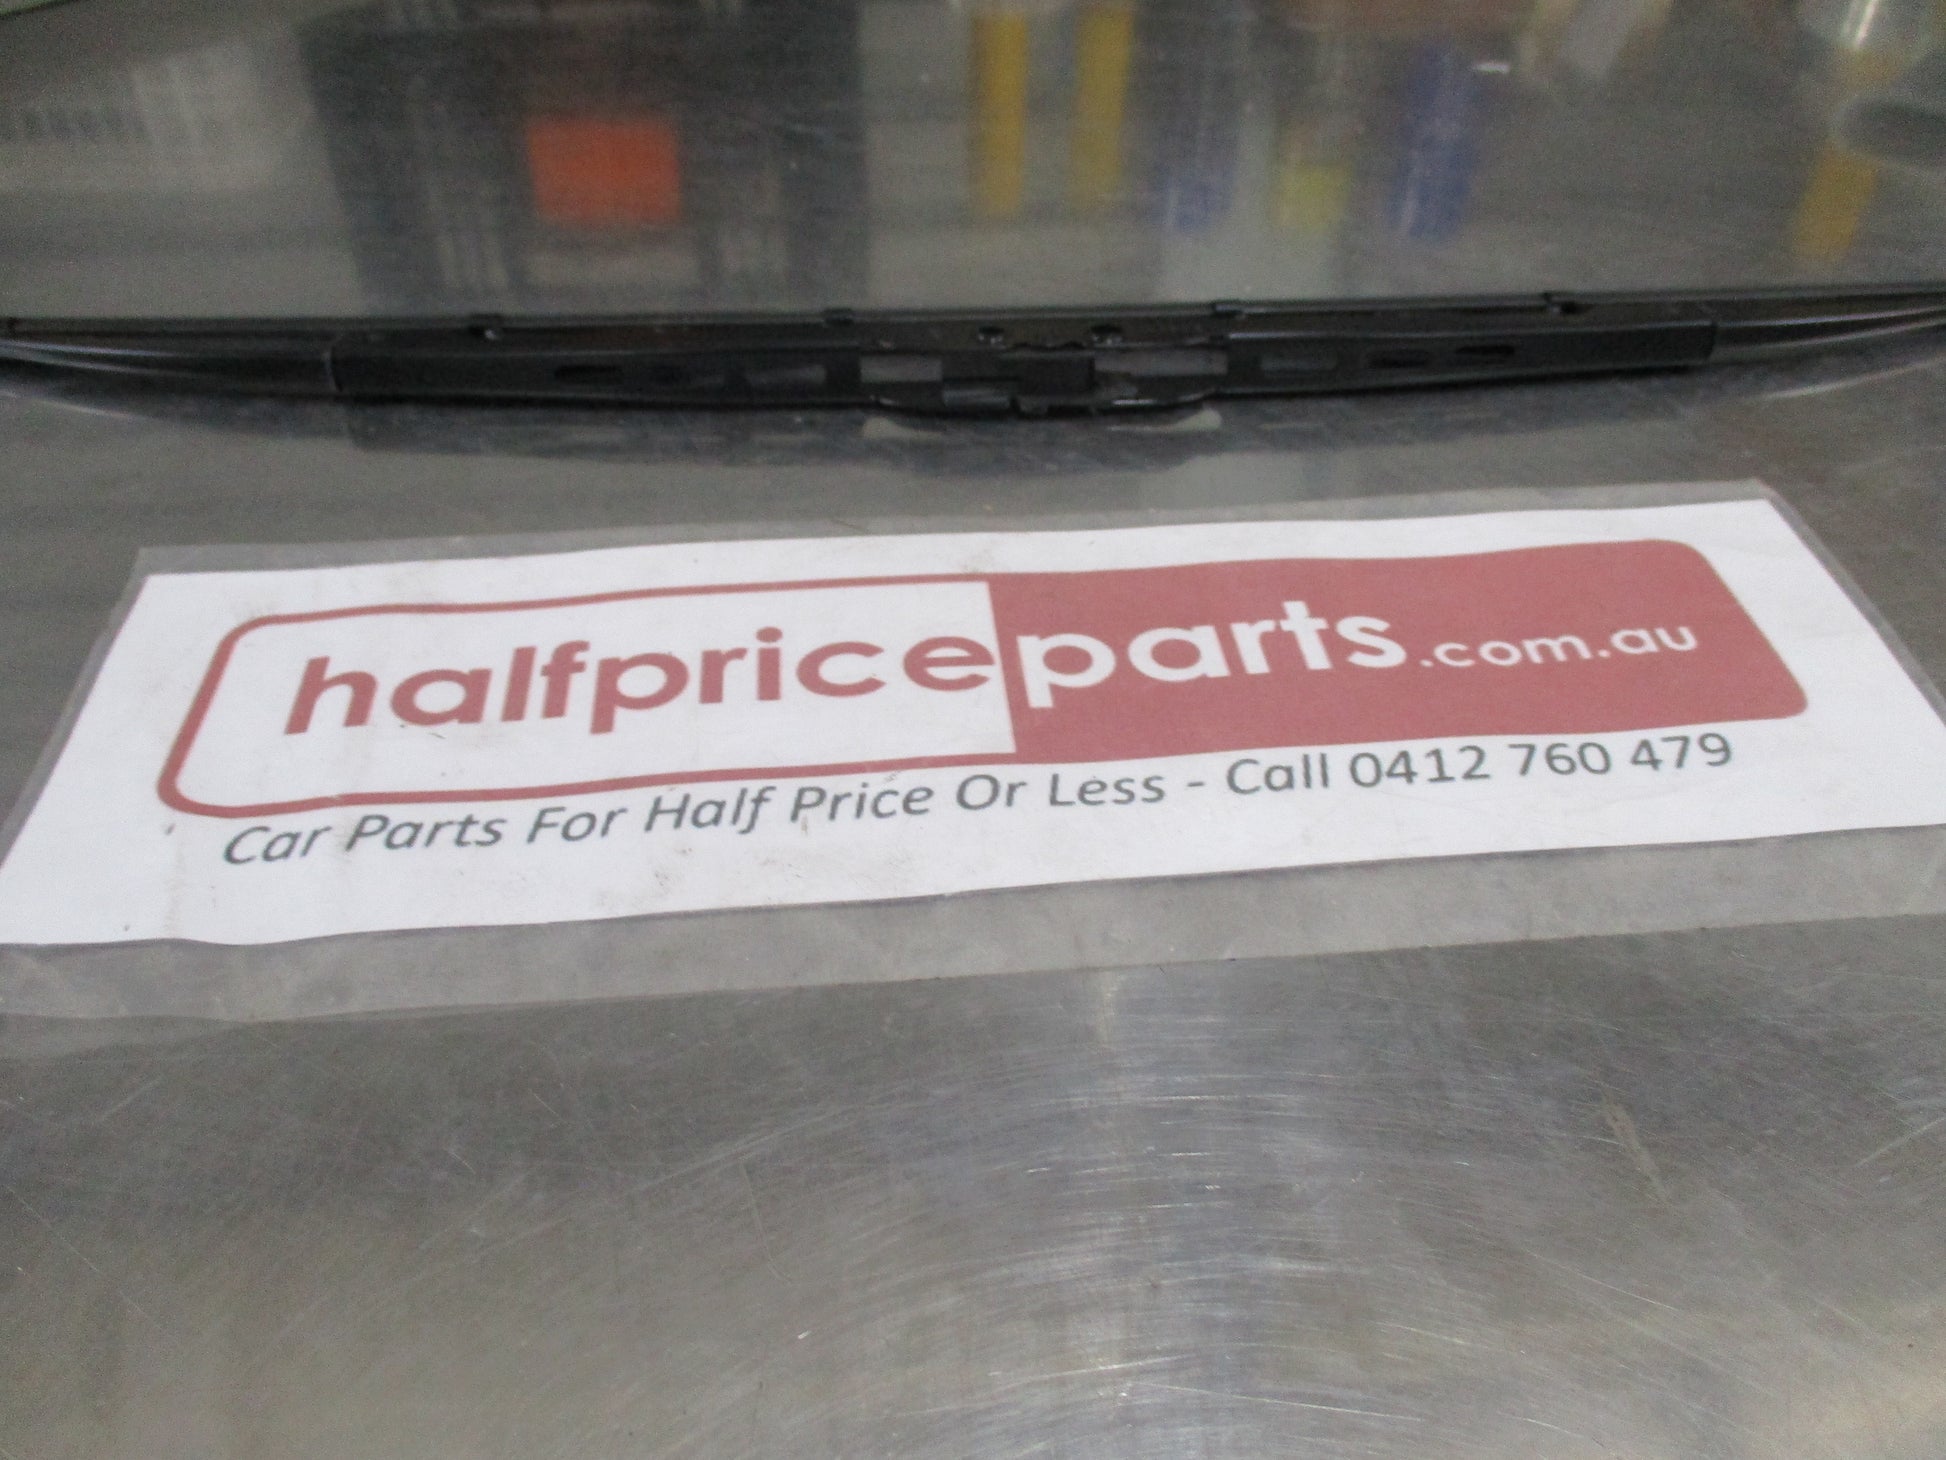 halfpriceparts.com.au
Car Parts For Half Price Or Less - Call 0412 760 479